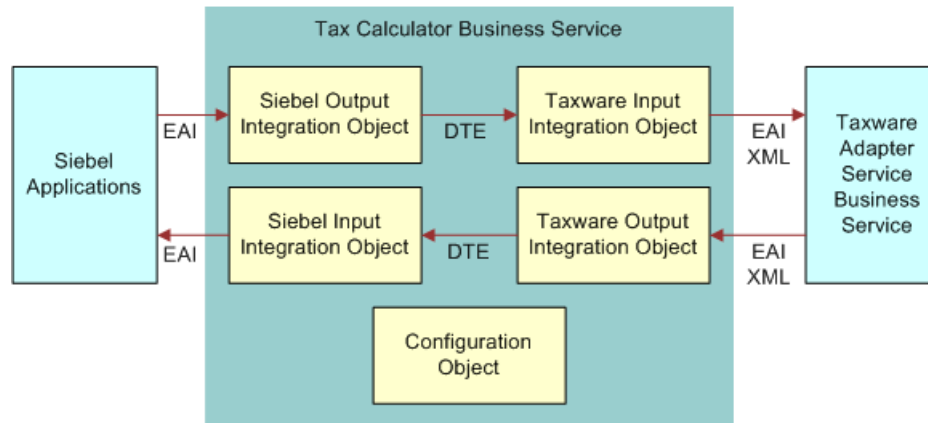 Tax Calculator Business Service
Siebel
Applications
EAI
Siebel Output
Integration Object
DTE
Taxware Input
Integration Object
EAI
XML
Taxware
Adapter
Service
Business
Service
EAI
Siebel Input
Integration Object
DTE
Taxware Output
Integration Object
EAI
XML
Configuration
Object